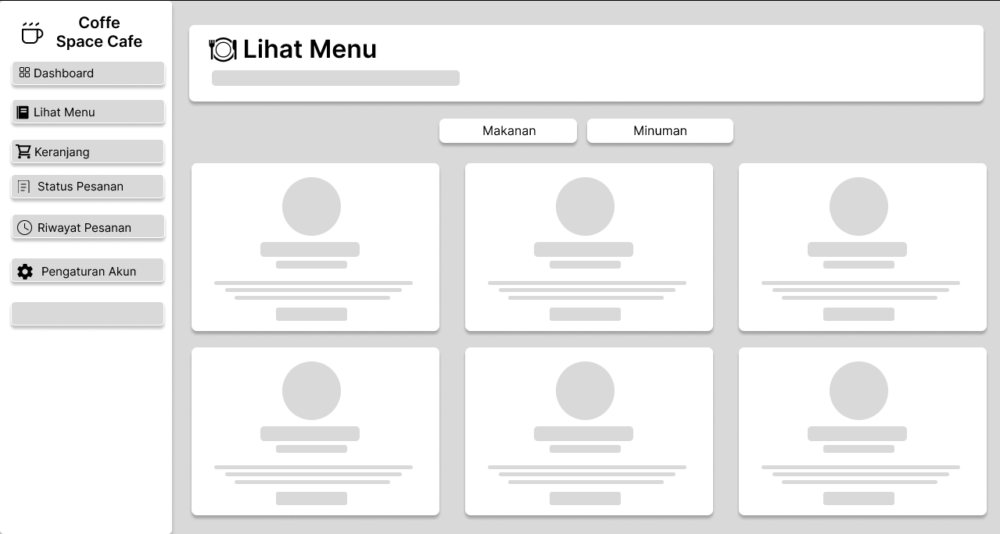 Coffe
Space Cafe
Dashboard
Lihat Menu
Keranjang
Status Pesanan
Riwayat Pesanan
Pengaturan Akun
Lihat Menu
Makanan
Minuman